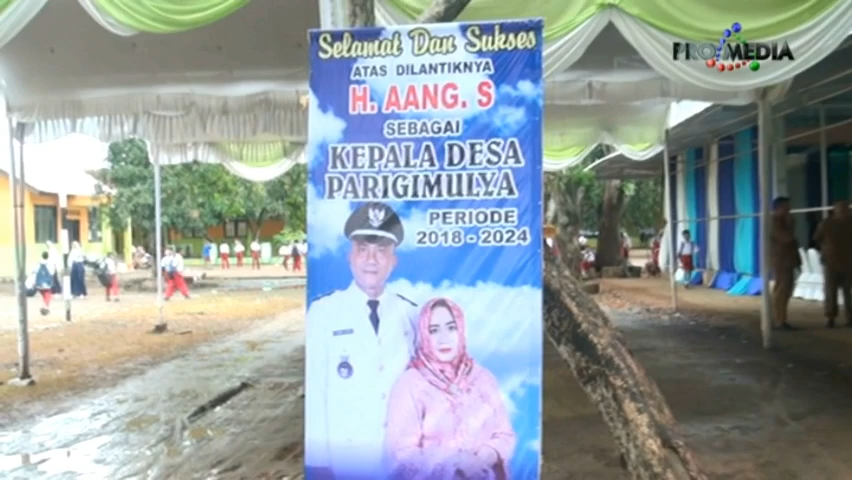 Selamat Dan Sukses
ATAS DILANTIKNYA
H. AANG. S
SEBAGAI
KEPALA DESA
PARIGIMULYA
PERIODE
2018 - 2024
PROMEDIA